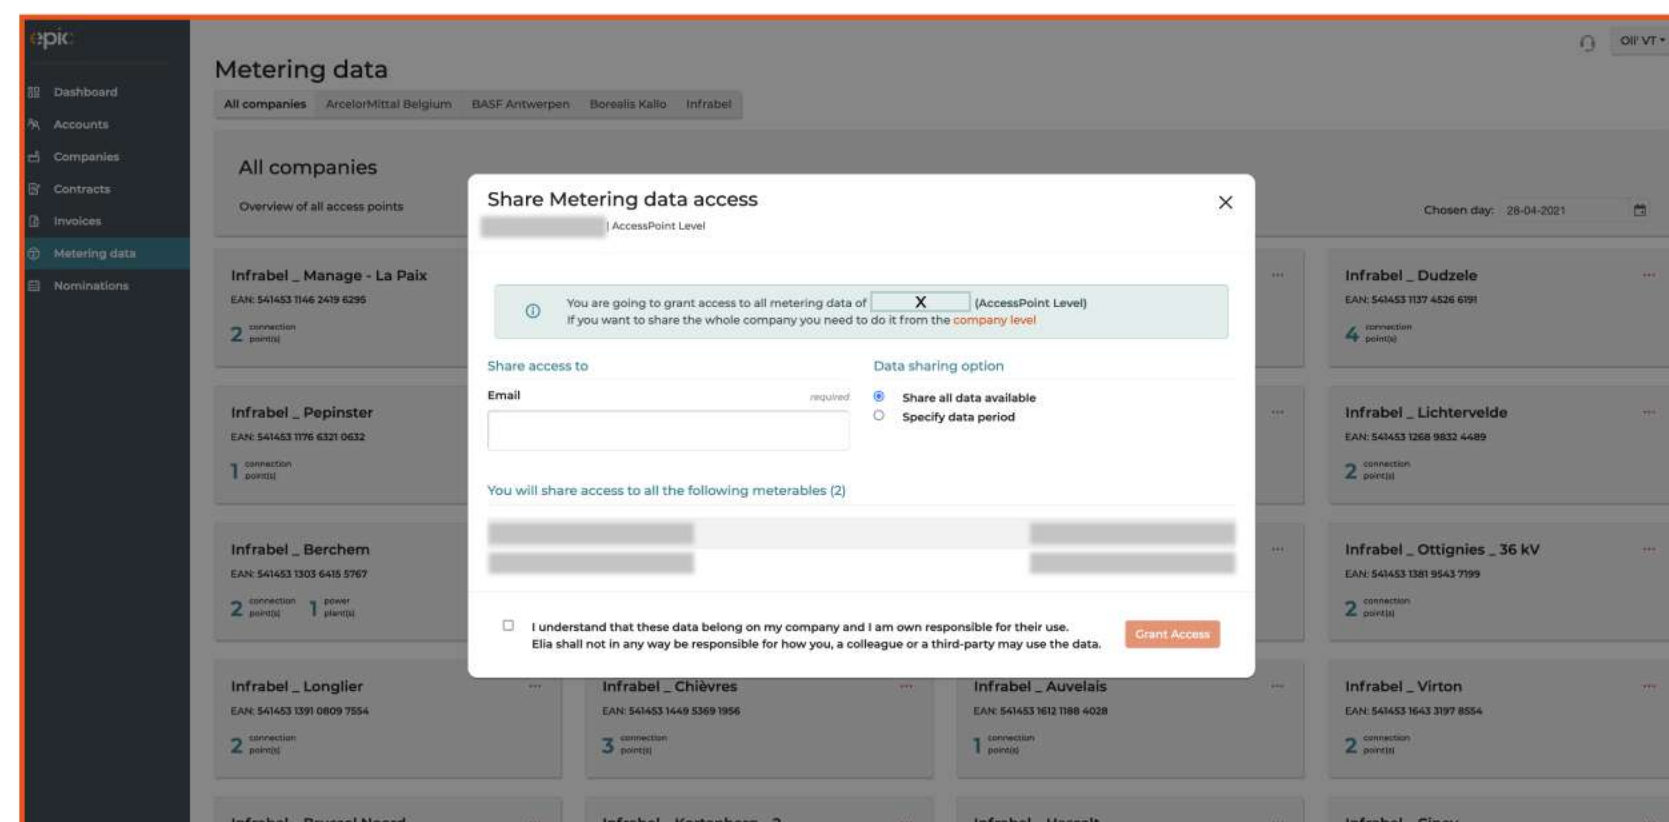 epic
Oli' VT
Metering data
Dashboard
Accounts
Companies
Contracts
Invoices
Metering data
Nominations
All companies ArcelorMittal Belgium BASF Antwerpen Borealis Kallo Infrabel
All companies
Overview of all access points
Chosen day: 28-04-2021
Share Metering data access
| AccessPoint Level
You are going to grant access to all metering data of X (AccessPoint Level)
If you want to share the whole company you need to do it from the company level
Share access to
Email required
Data sharing option
Share all data available
Specify data period
You will share access to all the following meterables (2)
I understand that these data belong on my company and I am own responsible for their use.
Elia shall not in any way be responsible for how you, a colleague or a third-party may use the data.
Grant Access
Infrabel _ Manage - La Paix
EAN: 541453 1146 2419 6295
2 connection point(s)
Infrabel _ Dudzele
EAN: 541453 1137 4526 6191
4 connection point(s)
Infrabel _ Pepinster
EAN: 541453 1176 6321 0632
1 connection point(s)
Infrabel _ Lichtervelde
EAN: 541453 1268 9832 4489
2 connection point(s)
Infrabel _ Berchem
EAN: 541453 1303 6415 5767
2 connection point(s) 1 power plant(s)
Infrabel _ Ottignies _ 36 kV
EAN: 541453 1381 9543 7199
2 connection point(s)
Infrabel _ Longlier
EAN: 541453 1391 0809 7554
2 connection point(s)
Infrabel _ Chièvres
EAN: 541453 1449 5369 1956
3 connection point(s)
Infrabel _ Auvelais
EAN: 541453 1612 1188 4028
1 connection point(s)
Infrabel _ Virton
EAN: 541453 1643 3197 8554
2 connection point(s)